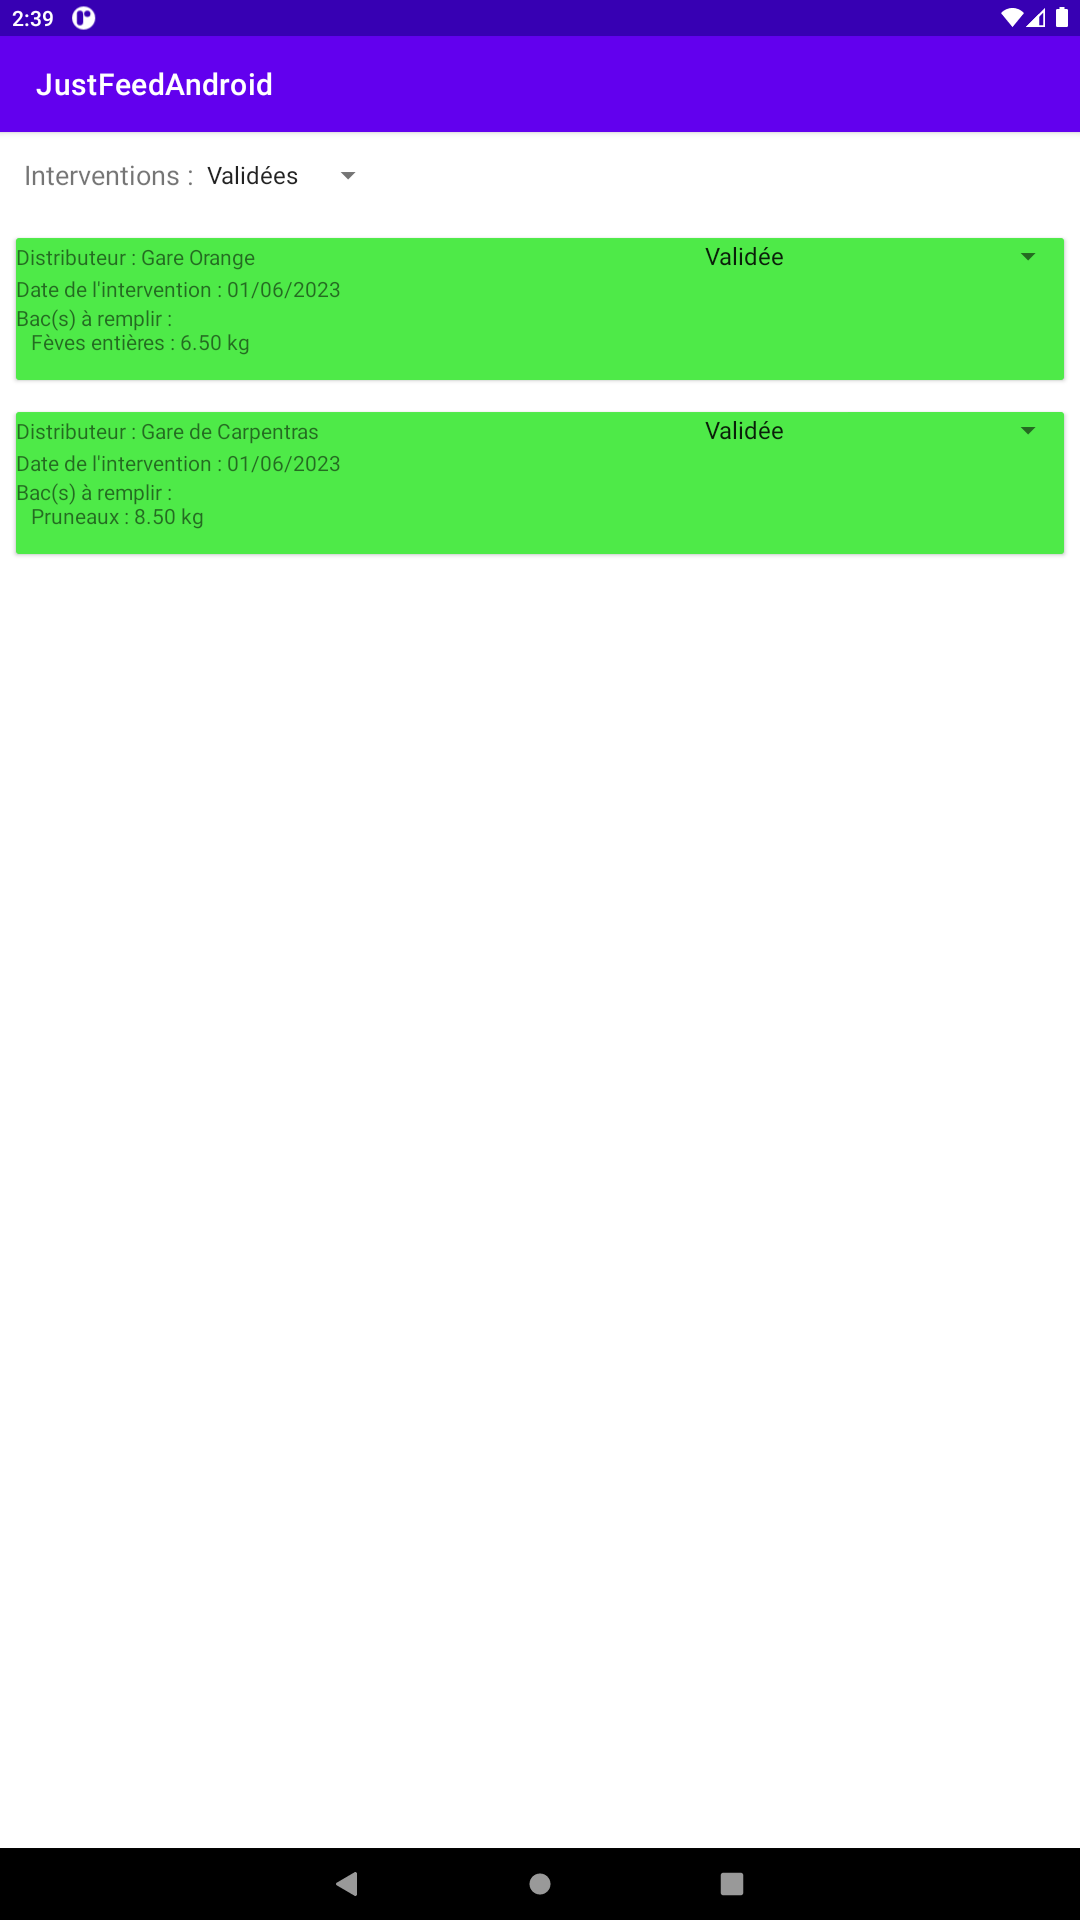 2:39
JustFeedAndroid
Interventions : Validées
Distributeur : Gare Orange Validée
Date de l'intervention : 01/06/2023
Bac(s) à remplir :
Fèves entières : 6.50 kg
Distributeur : Gare de Carpentras Validée
Date de l'intervention : 01/06/2023
Bac(s) à remplir :
Pruneaux : 8.50 kg